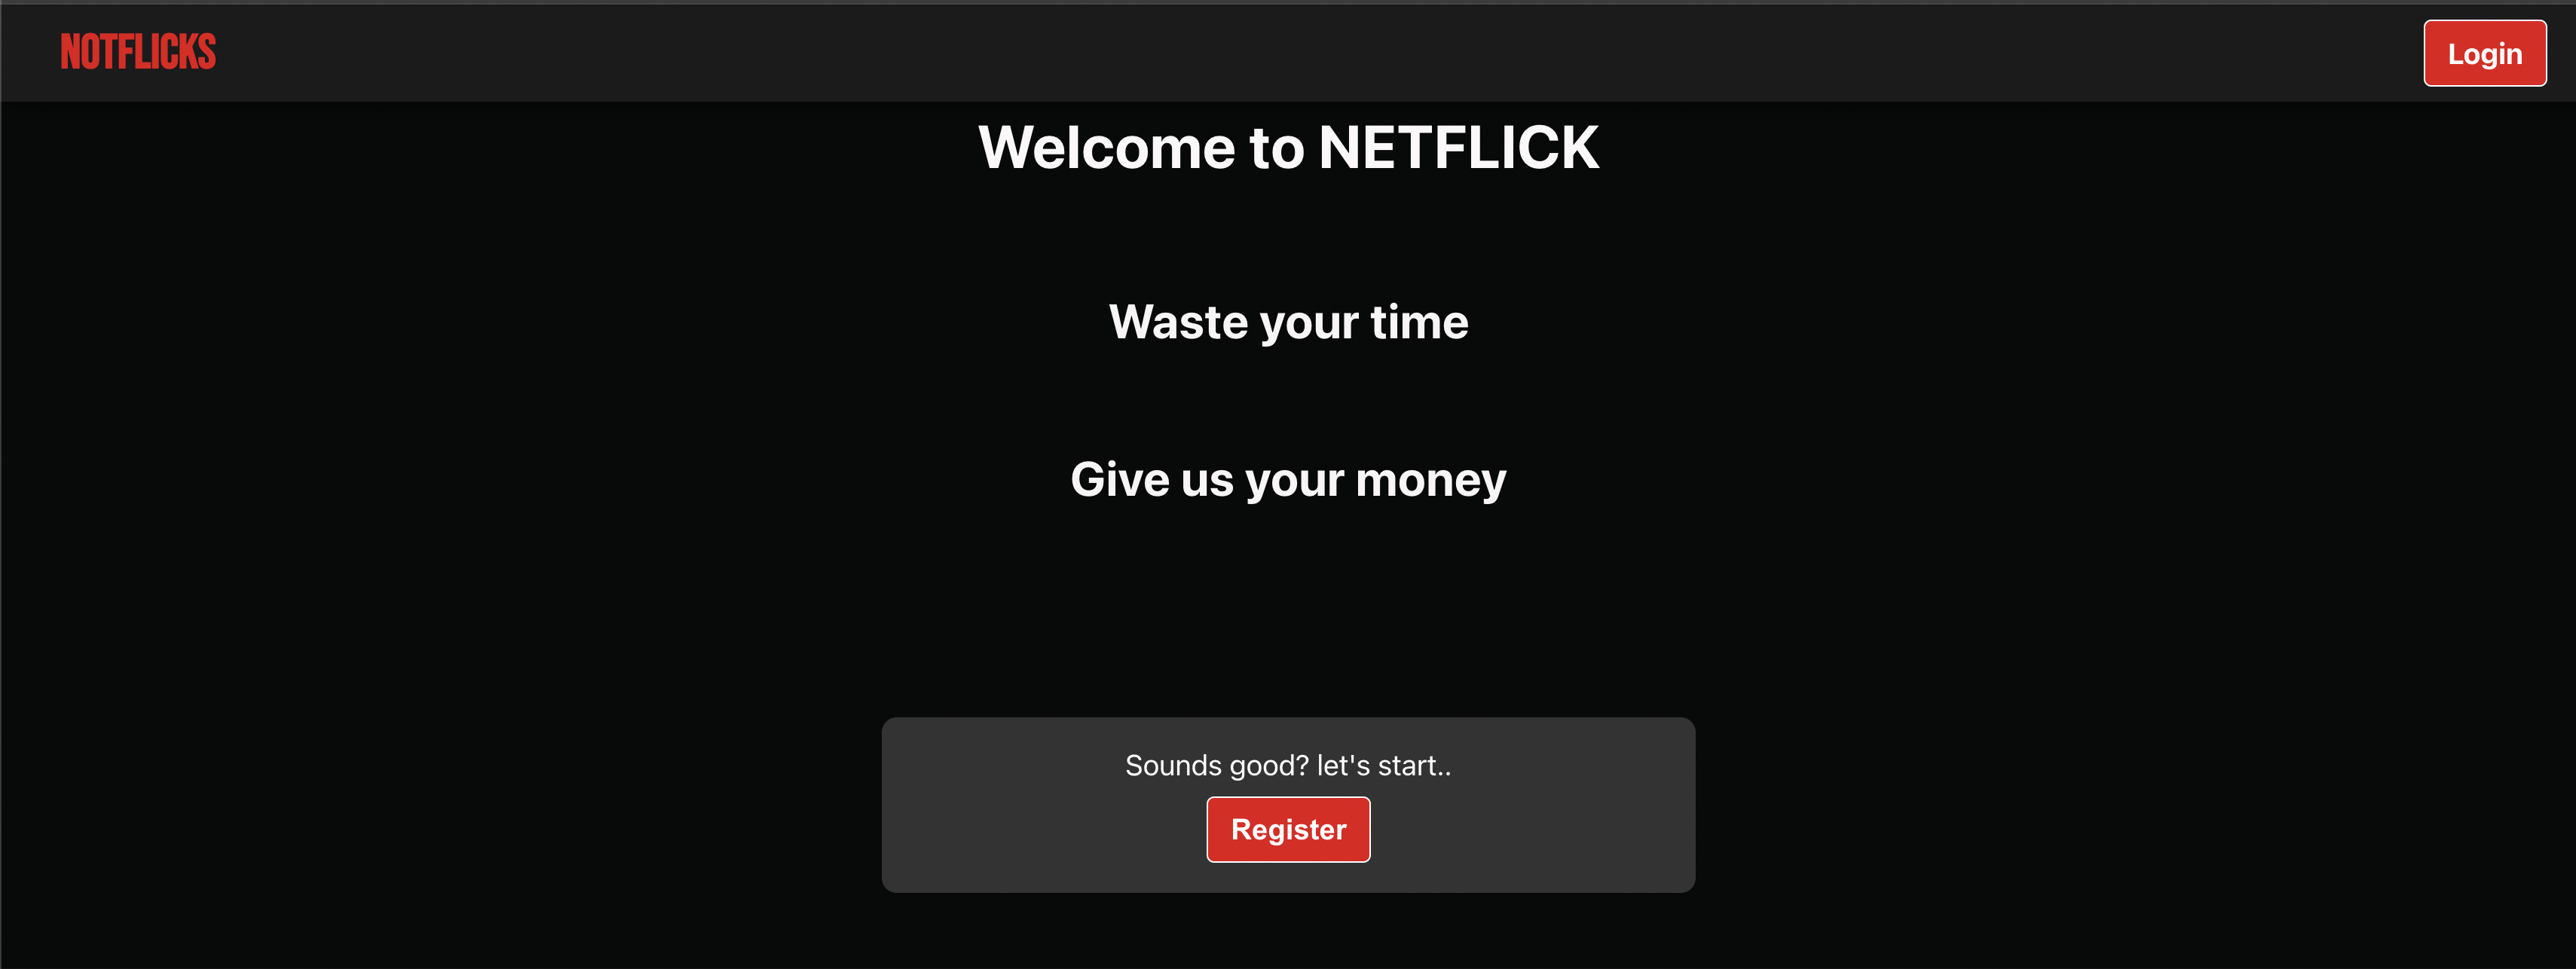 NOTFLICKS
Login
Welcome to NETFLICK
Waste your time
Give us your money
Sounds good? let's start..
Register